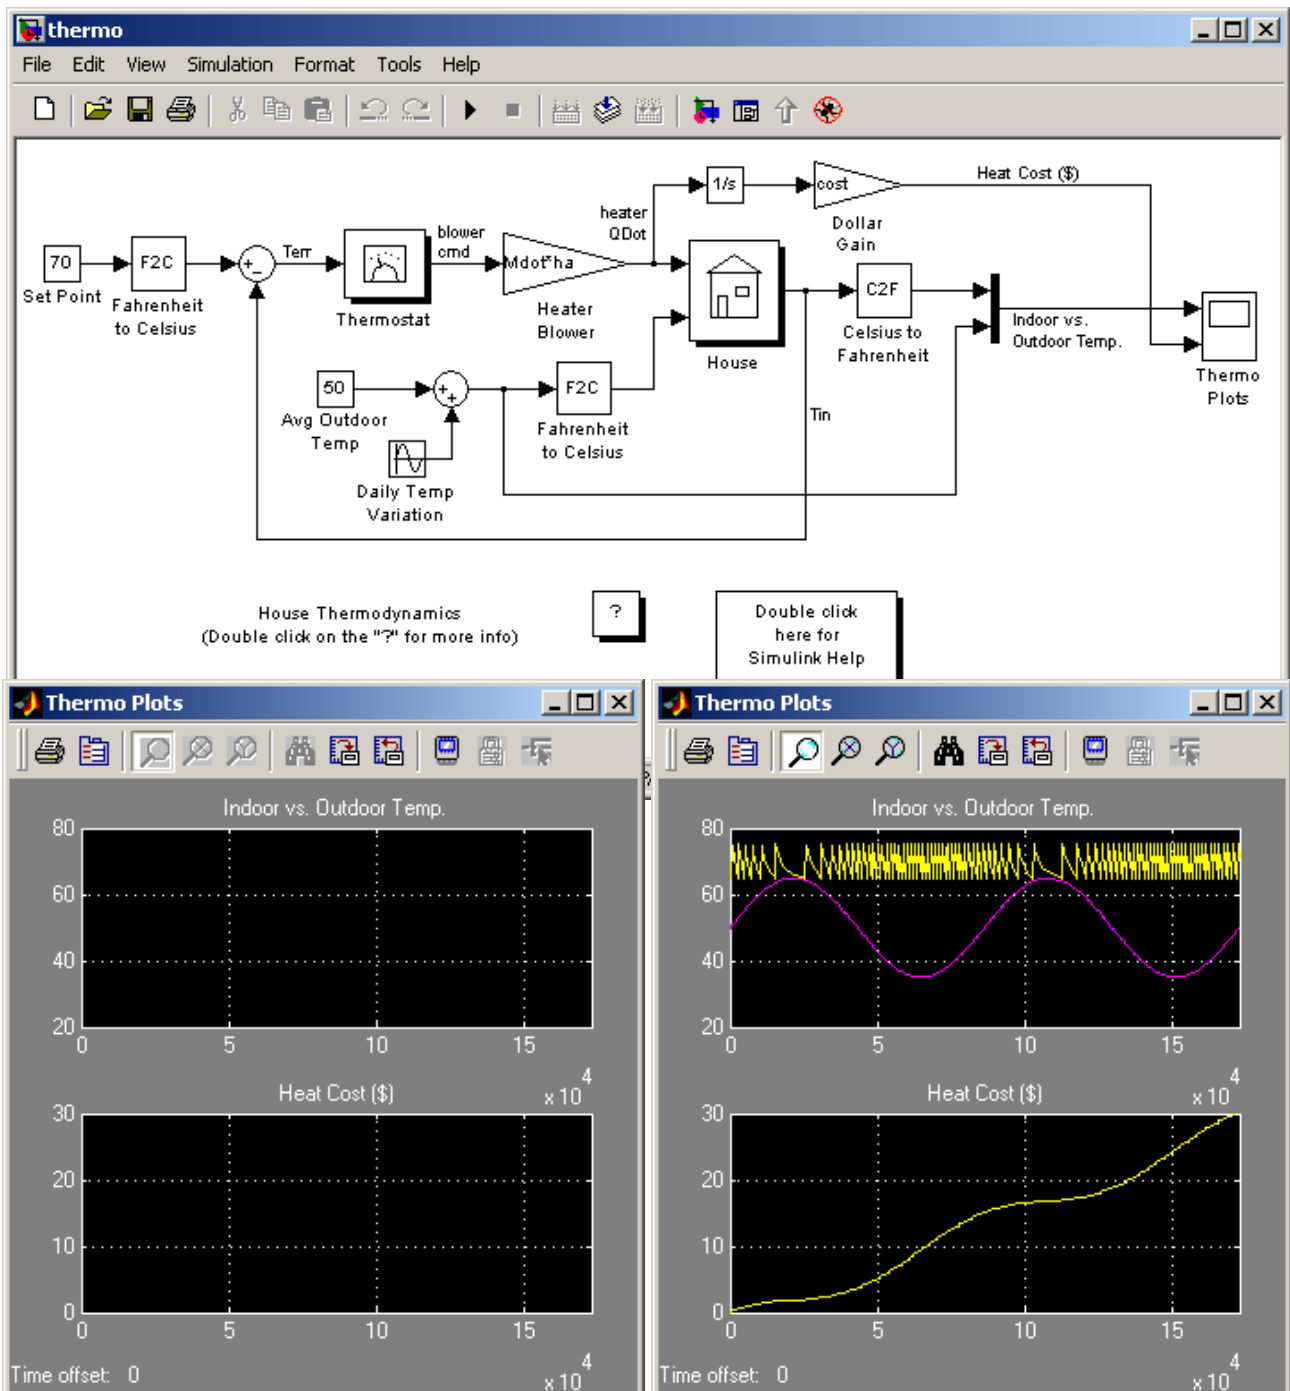 thermo
File Edit View Simulation Format Tools Help
Heat Cost ($)
1/s
cost
heater
QDot
Dollar
Gain
blower
cmd
Terr
70
F2C
+
−
Mdot*ha
Set Point
Fahrenheit
to Celsius
Thermostat
Heater
Blower
House
C2F
Celsius to
Fahrenheit
Indoor vs.
Outdoor Temp.
Thermo
Plots
50
+
+
F2C
Avg Outdoor
Temp
Fahrenheit
to Celsius
Tin
Daily Temp
Variation
House Thermodynamics
(Double click on the "?" for more info)
?
Double click
here for
Simulink Help
Thermo Plots
Indoor vs. Outdoor Temp.
80
60
40
20
0 5 10 15
x 10 4
Heat Cost ($)
30
20
10
0
0 5 10 15
x 10 4
Time offset: 0
Thermo Plots
Indoor vs. Outdoor Temp.
80
60
40
20
0 5 10 15
x 10 4
Heat Cost ($)
30
20
10
0
0 5 10 15
x 10 4
Time offset: 0